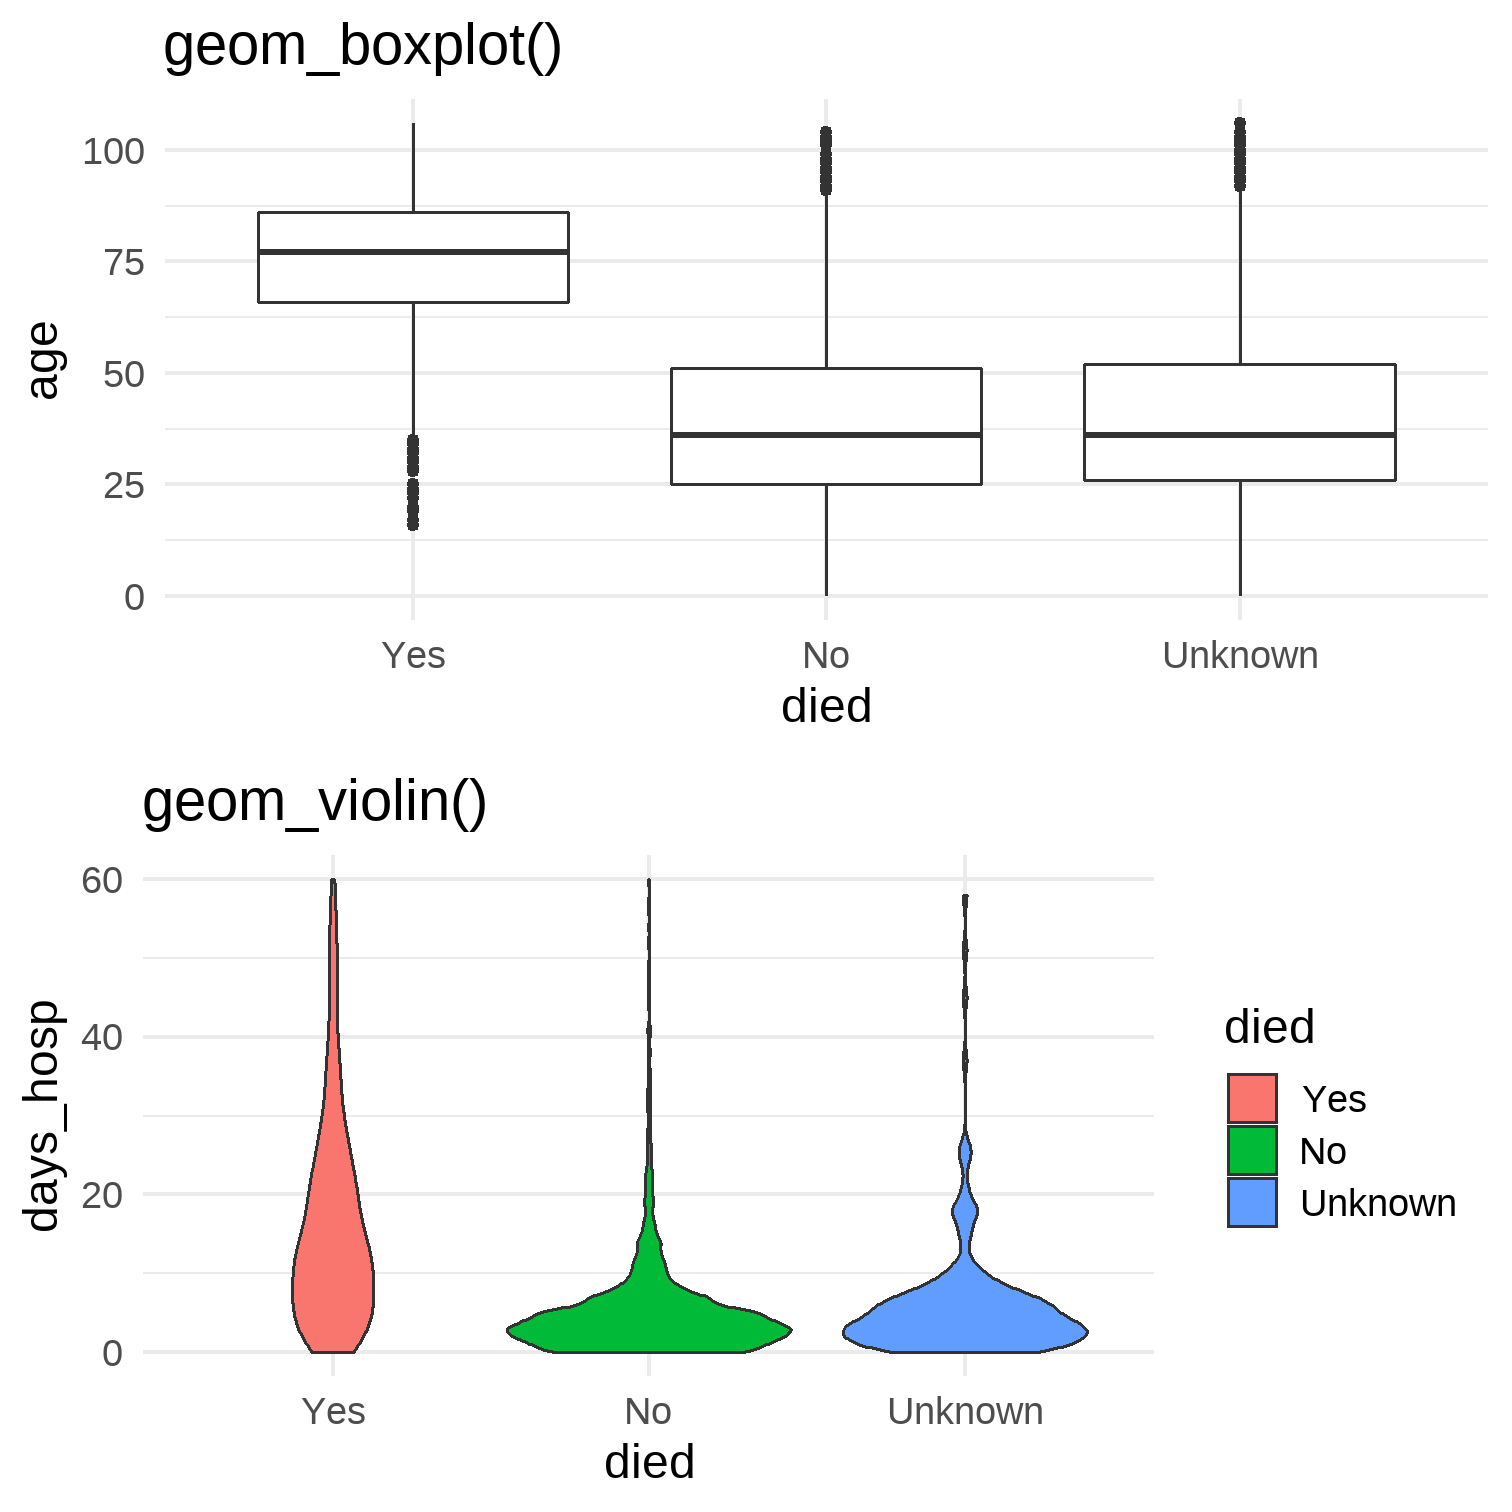 geom_boxplot()
100
75
50
25
0
age
Yes No Unknown
died
geom_violin()
60
40
20
0
days_hosp
Yes No Unknown
died
died
Yes
No
Unknown